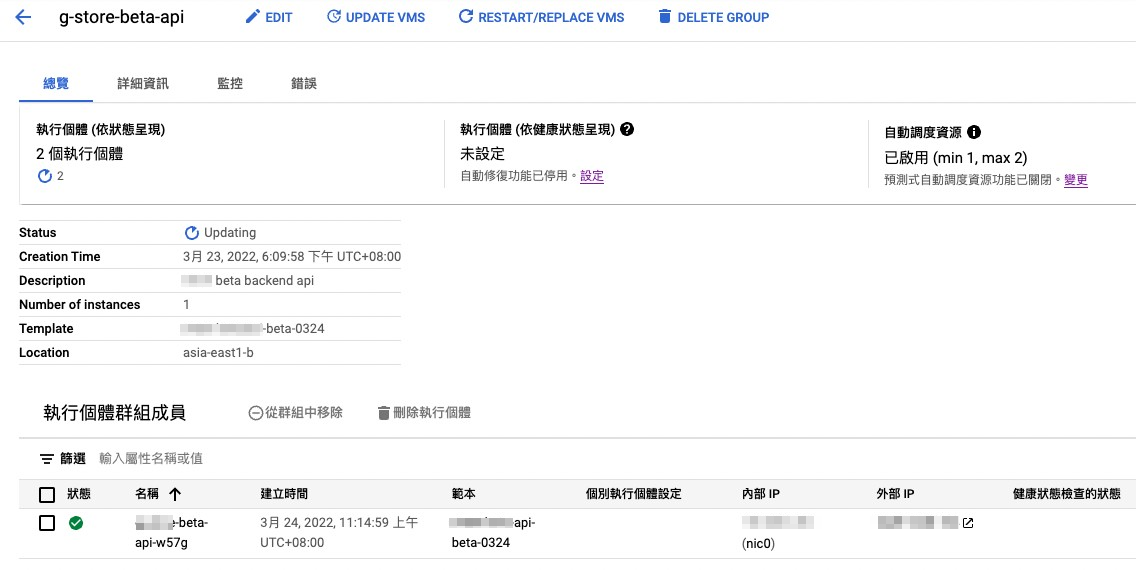 g-store-beta-api EDIT UPDATE VMS RESTART/REPLACE VMS DELETE GROUP
總覽 詳細資訊 監控 錯誤
執行個體 (依狀態呈現)
2 個執行個體
2
執行個體 (依健康狀態呈現)
未設定
自動修復功能已停用。設定
自動調度資源
已啟用 (min 1, max 2)
預測式自動調度資源功能已關閉。變更
Status Updating
Creation Time 3月 23, 2022, 6:09:58 下午 UTC+08:00
Description beta backend api
Number of instances 1
Template -beta-0324
Location asia-east1-b
執行個體群組成員 從群組中移除 刪除執行個體
篩選 輸入屬性名稱或值
狀態 名稱 建立時間 範本 個別執行個體設定 內部 IP 外部 IP 健康狀態檢查的狀態
-beta- 3月 24, 2022, 11:14:59 上午 api-
api-w57g UTC+08:00 beta-0324 (nic0)